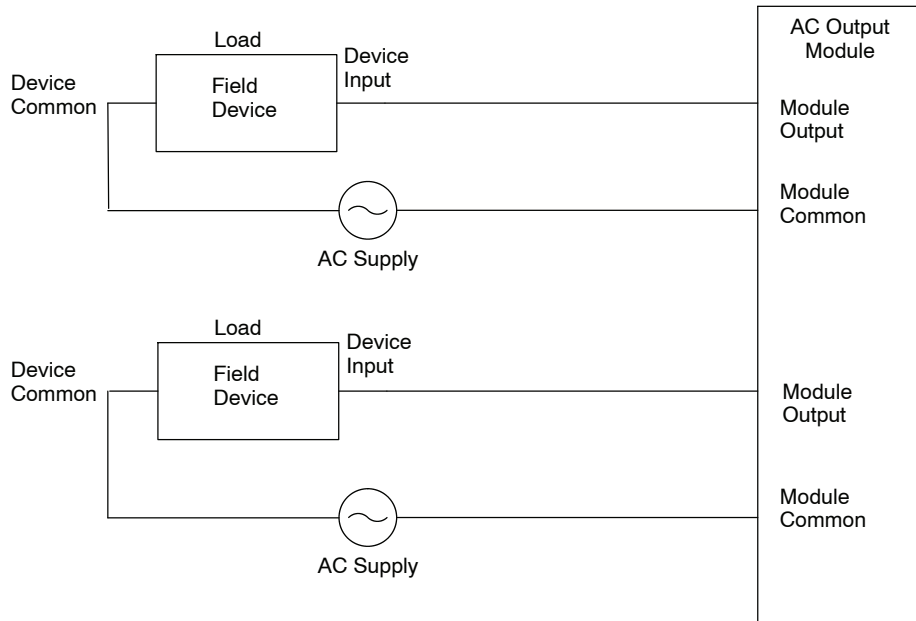 AC Output
Module
Load
Device
Input
Device
Common
Field
Device
Module
Output
Module
Common
AC Supply
Load
Device
Input
Device
Common
Field
Device
Module
Output
Module
Common
AC Supply